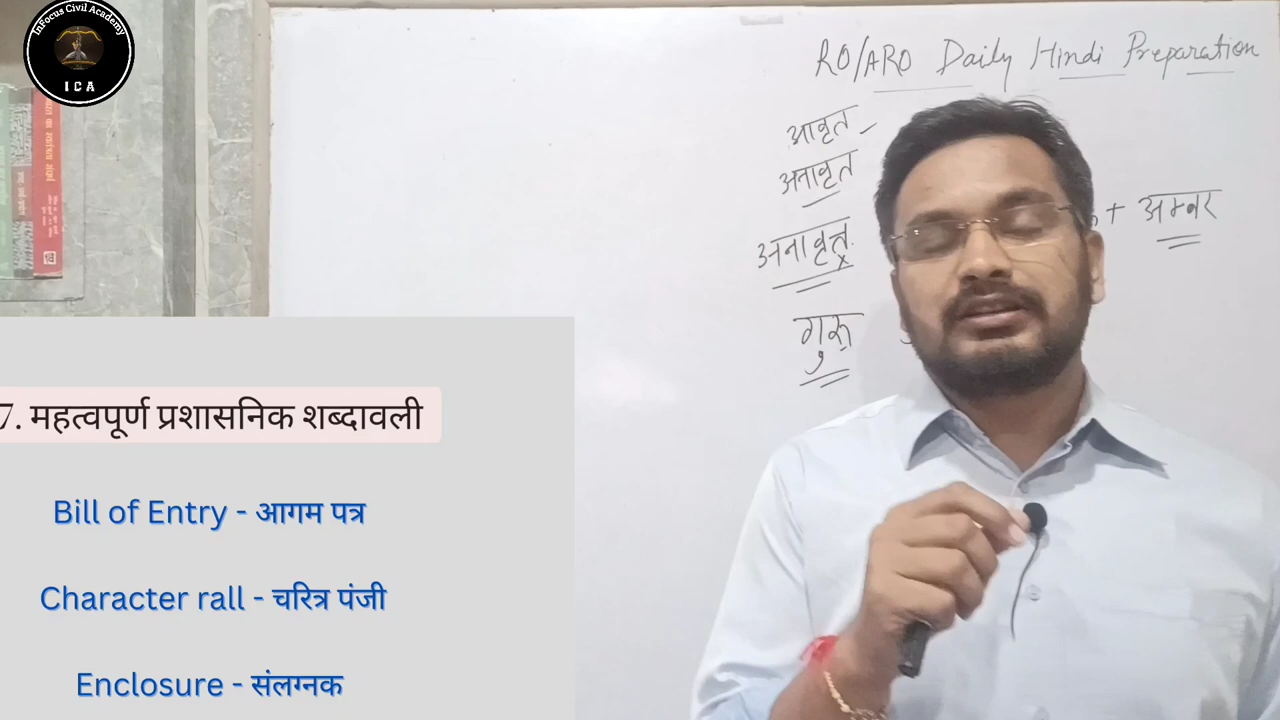 InFocus Civil Academy
ICA
RO/ARO Daily Hindi Preparation
आवृत -
अनावृत
+ अम्बर
अनावृत्त
गुरू
7. महत्वपूर्ण प्रशासनिक शब्दावली
Bill of Entry - आगम पत्र
Character rall - चरित्र पंजी
Enclosure - संलग्नक